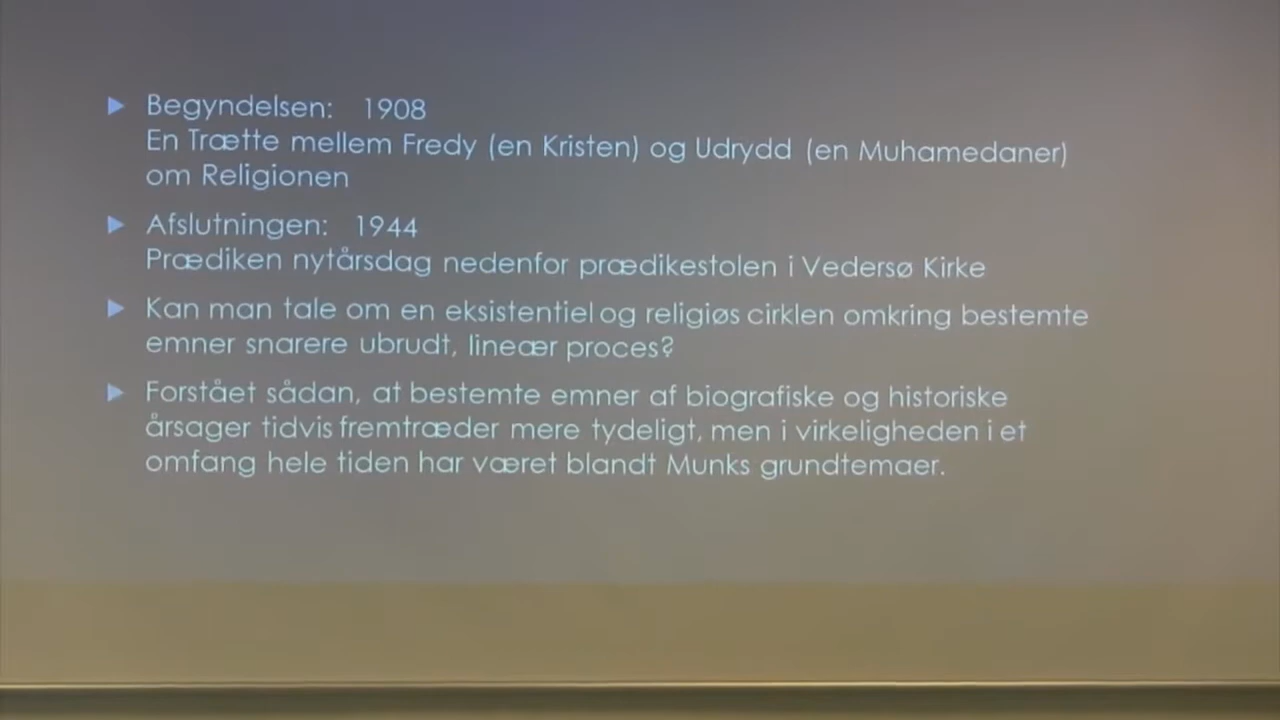 Begyndelsen: 1908
En Trætte mellem Fredy (en Kristen) og Udrydd (en Muhamedaner)
om Religionen
Afslutningen: 1944
Prædiken nytårsdag nedenfor prædikestolen i Vedersø Kirke
Kan man tale om en eksistentiel og religiøs cirklen omkring bestemte
emner snarere ubrudt, lineær proces?
Forstået sådan, at bestemte emner af biografiske og historiske
årsager tidvis fremtræder mere tydeligt, men i virkeligheden i et
omfang hele tiden har været blandt Munks grundtemaer.